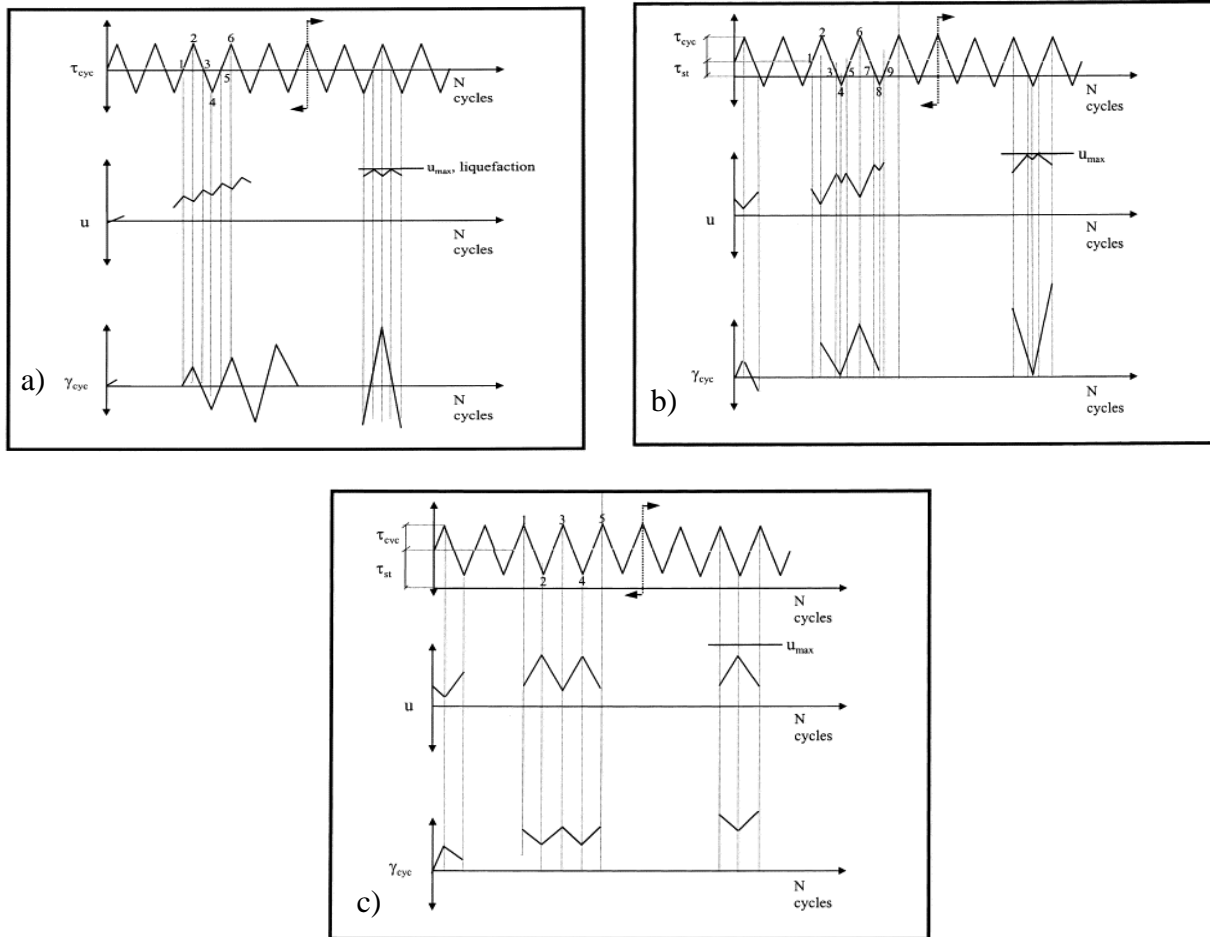 2
6
τcyc
1
3
5
4
N
cycles
umax, liquefaction
u
N
cycles
a)
γcyc
N
cycles
τcyc
τst
2
6
1
3
5
7
9
4
8
N
cycles
umax
u
N
cycles
b)
γcyc
N
cycles
1
3
5
τcyc
τst
2
4
N
cycles
umax
u
N
cycles
c)
γcyc
N
cycles